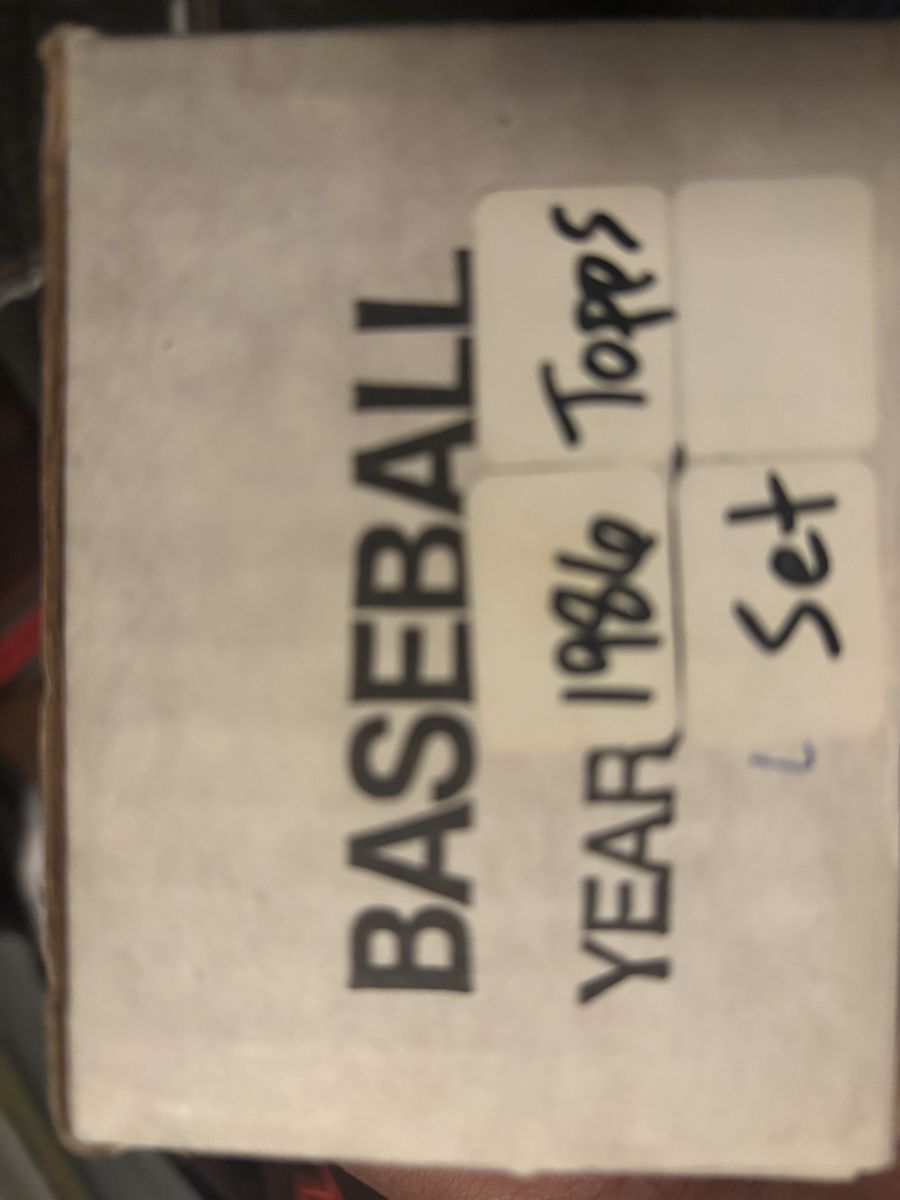 BASEBALL
YEAR 1986 Topps
L Set